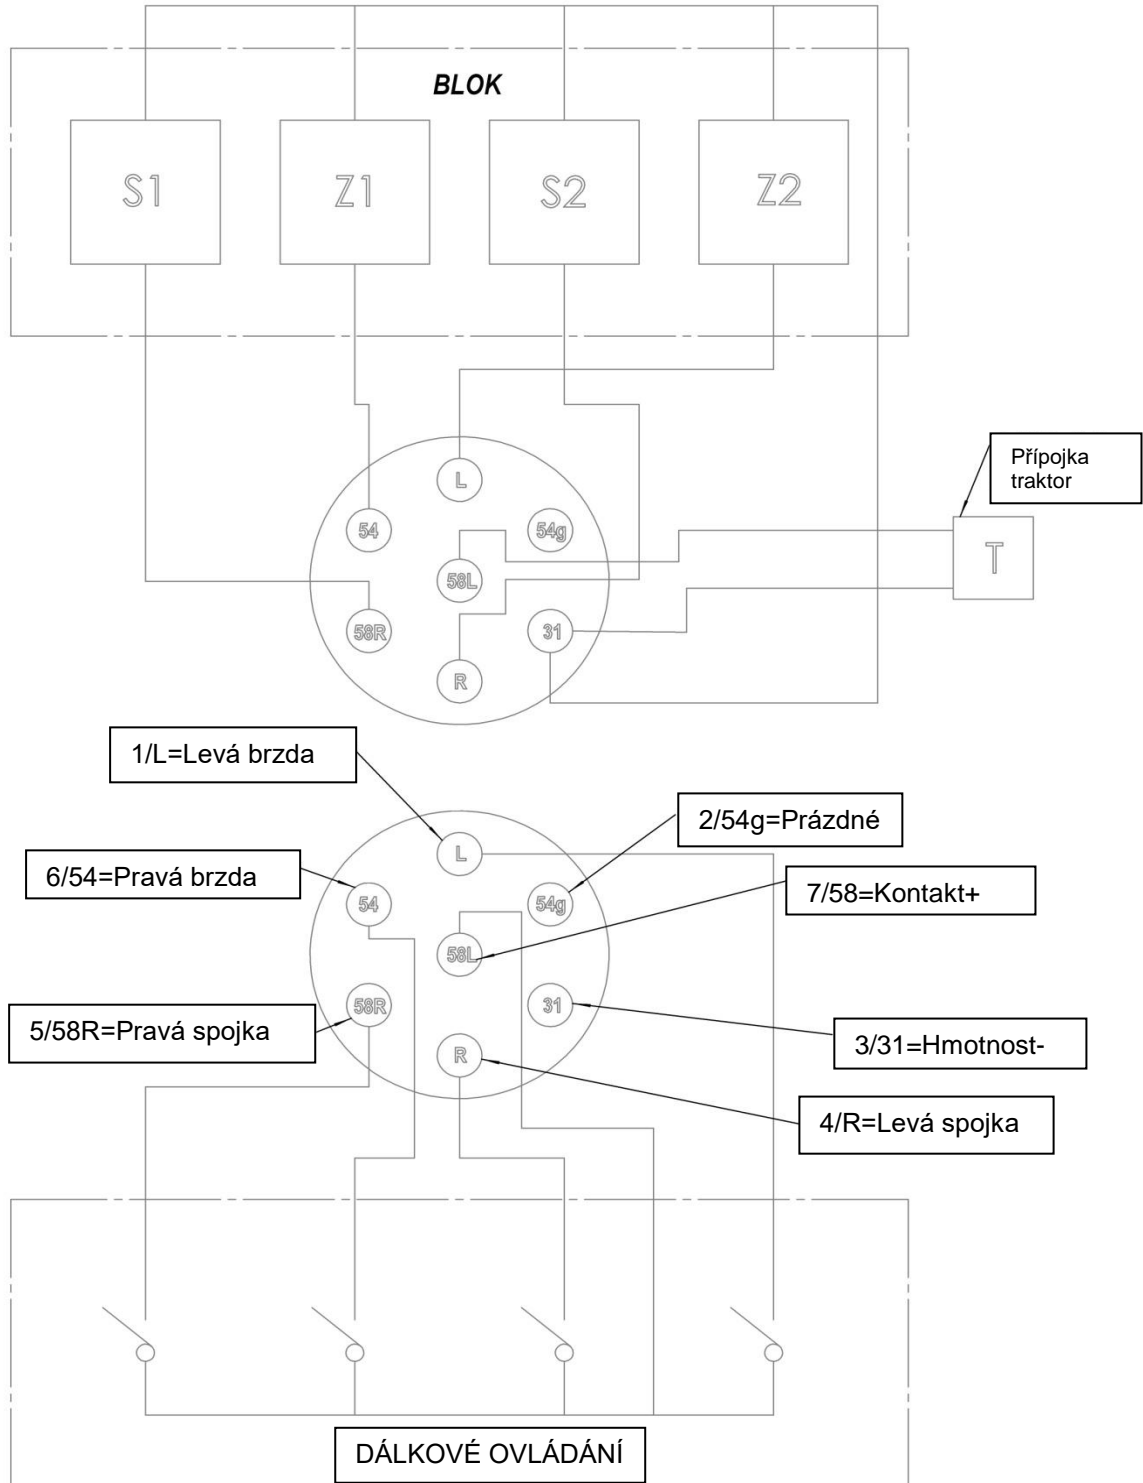 BLOK
S1
Z1
S2
Z2
Přípojka
traktor
T
L
54
54g
58L
58R
31
R
1/L=Levá brzda
2/54g=Prázdné
6/54=Pravá brzda
7/58=Kontakt+
L
54
54g
58L
58R
31
R
5/58R=Pravá spojka
3/31=Hmotnost-
4/R=Levá spojka
DÁLKOVÉ OVLÁDÁNÍ